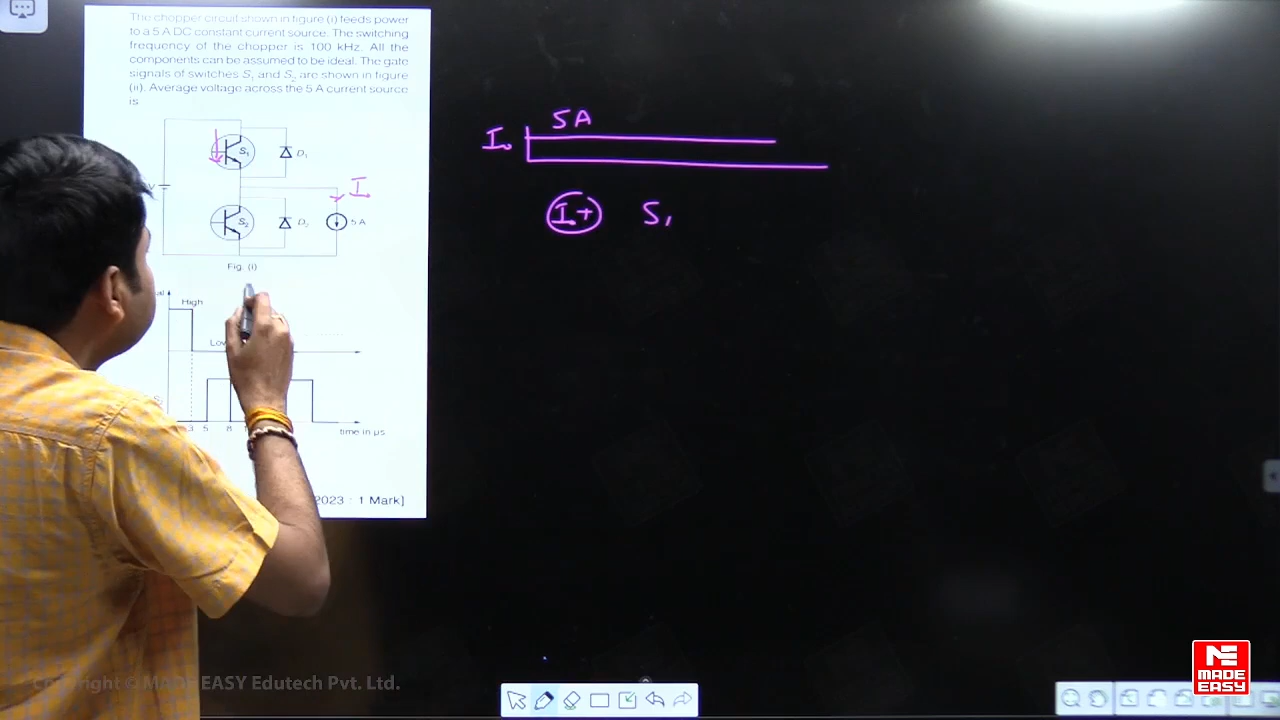 The chopper circuit shown in figure (i) feeds power
to a 5 A DC constant current source. The switching
frequency of the chopper is 100 kHz. All the
components can be assumed to be ideal. The gate
signals of switches S1 and S2 are shown in figure
(ii). Average voltage across the 5 A current source
is
S1
D1
V
I₀
S2
D2
5 A
Fig. (i)
High
3 5 8
time in μs
2023 : 1 Mark]
5A
I₀
I₀+ S1
Copyright © MADE EASY Edutech Pvt. Ltd.
MADE
EASY